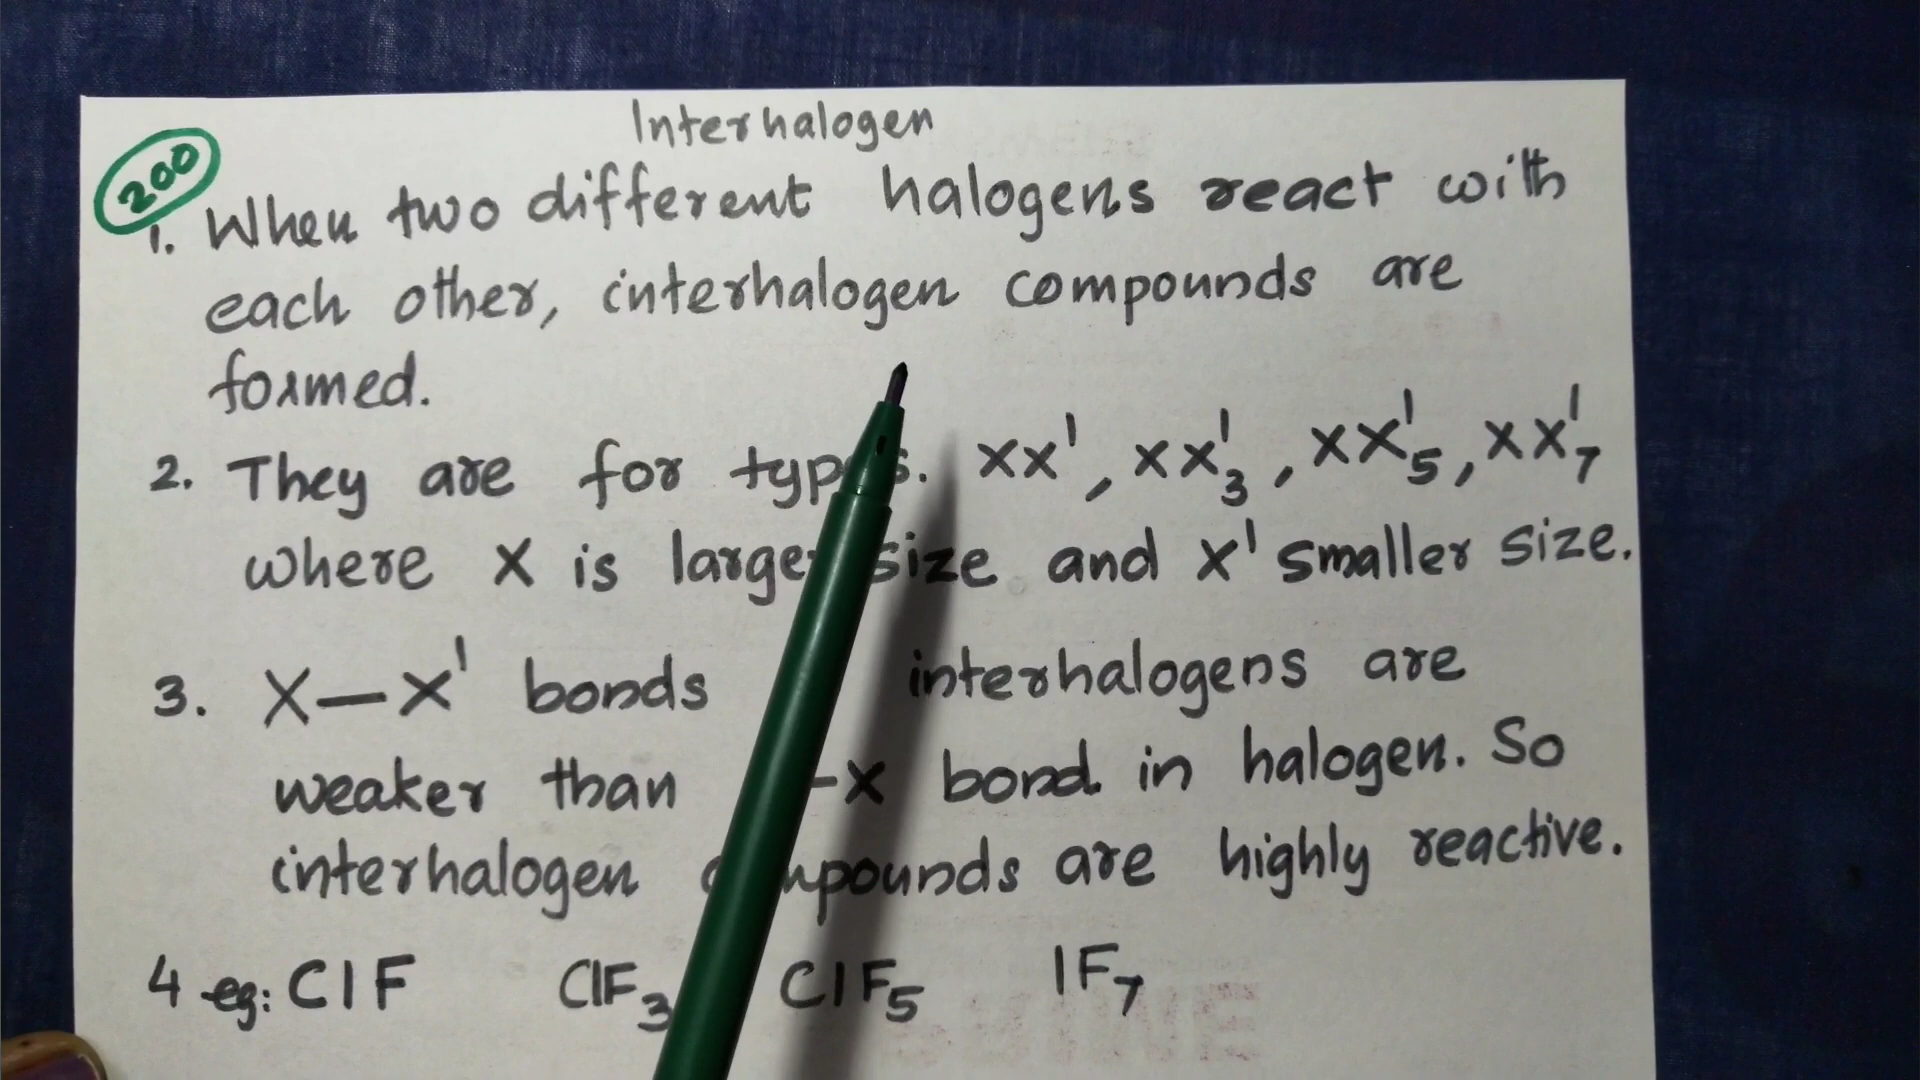 Interhalogen
200
1. When two different halogens react with
each other, interhalogen compounds are
formed.
2. They are for types. XX', XX'₃, XX'₅, XX'₇
where X is large size and X' smaller size.
3. X—X' bonds interhalogens are
weaker than -X bond in halogen. So
interhalogen compounds are highly reactive.
4 eg: ClF ClF₃ ClF₅ IF₇